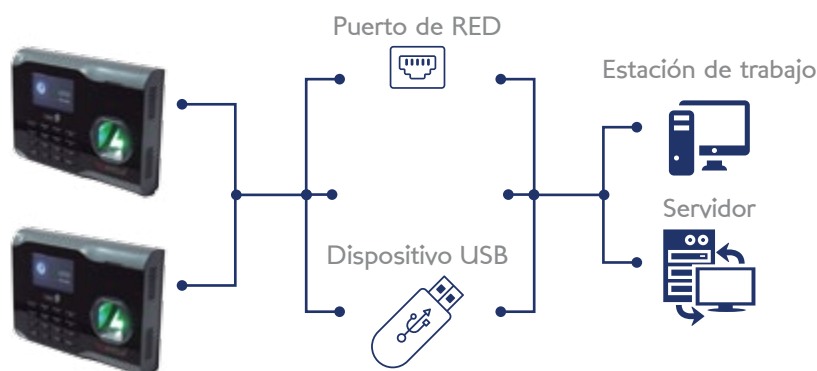 Puerto de RED
Estación de trabajo
Servidor
Dispositivo USB